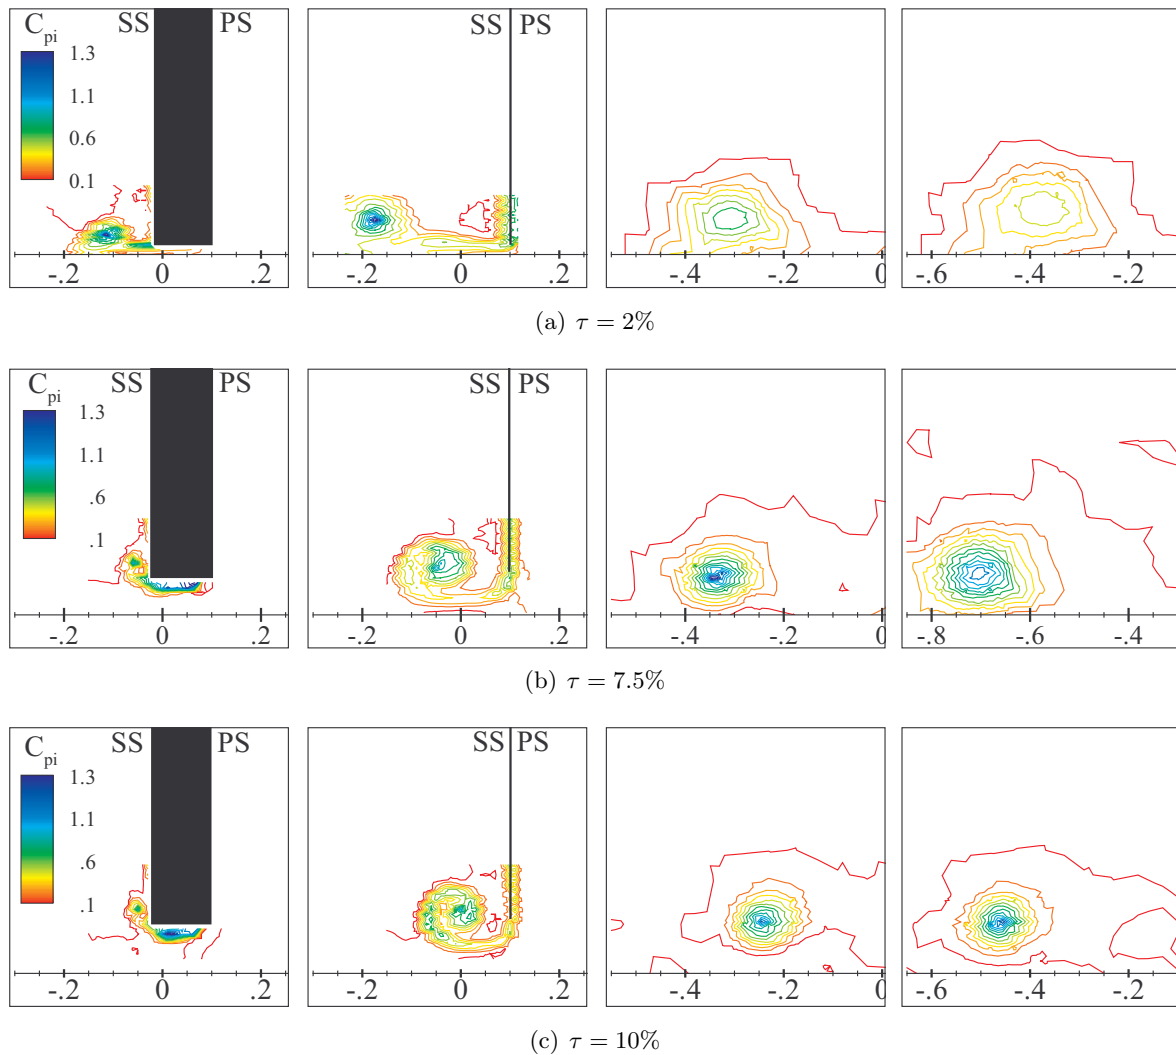 C_pi SS PS SS PS
1.3
1.1
0.6
0.1
-.2 0 .2 -.2 0 .2 -.4 -.2 0 -.6 -.4 -.2
(a) τ = 2%
C_pi SS PS SS PS
1.3
1.1
.6
.1
-.2 0 .2 -.2 0 .2 -.4 -.2 0 -.8 -.6 -.4
(b) τ = 7.5%
C_pi SS PS SS PS
1.3
1.1
.6
.1
-.2 0 .2 -.2 0 .2 -.4 -.2 0 -.6 -.4 -.2
(c) τ = 10%